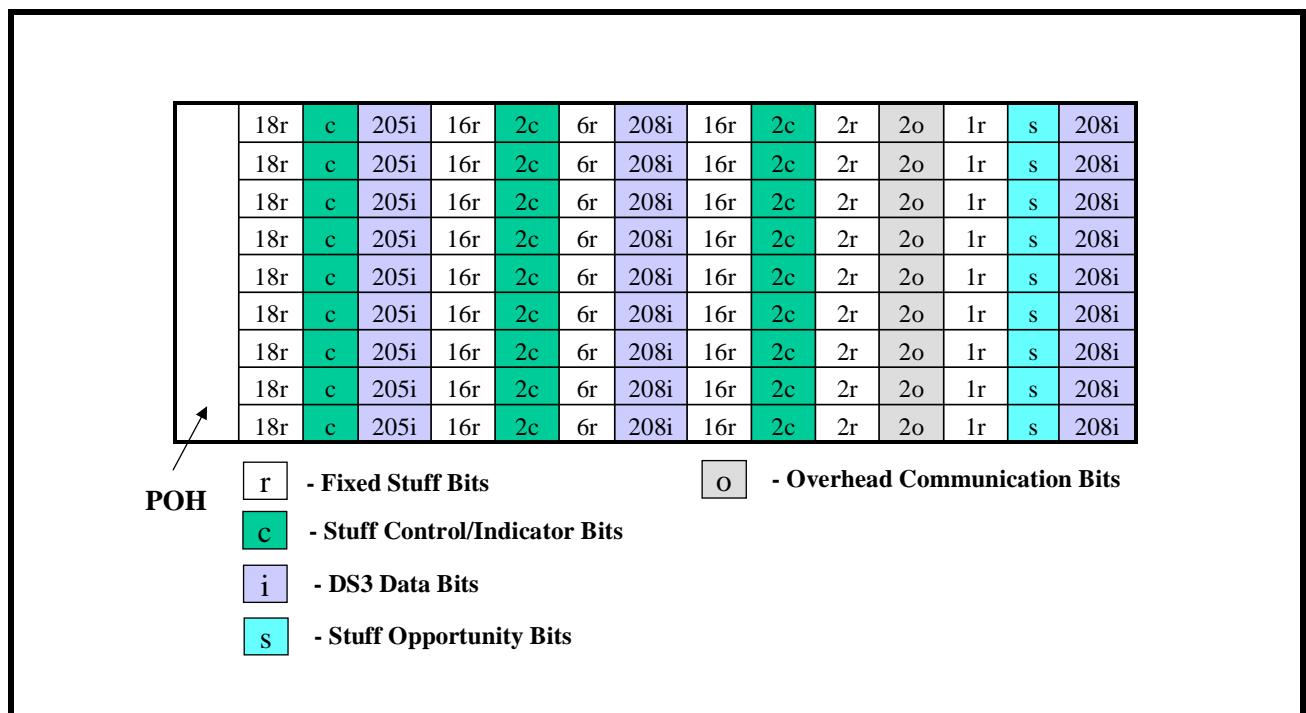 18r c 205i 16r 2c 6r 208i 16r 2c 2r 2o 1r s 208i
18r c 205i 16r 2c 6r 208i 16r 2c 2r 2o 1r s 208i
18r c 205i 16r 2c 6r 208i 16r 2c 2r 2o 1r s 208i
18r c 205i 16r 2c 6r 208i 16r 2c 2r 2o 1r s 208i
18r c 205i 16r 2c 6r 208i 16r 2c 2r 2o 1r s 208i
18r c 205i 16r 2c 6r 208i 16r 2c 2r 2o 1r s 208i
18r c 205i 16r 2c 6r 208i 16r 2c 2r 2o 1r s 208i
18r c 205i 16r 2c 6r 208i 16r 2c 2r 2o 1r s 208i
18r c 205i 16r 2c 6r 208i 16r 2c 2r 2o 1r s 208i
POH
r - Fixed Stuff Bits
o - Overhead Communication Bits
c - Stuff Control/Indicator Bits
i - DS3 Data Bits
s - Stuff Opportunity Bits